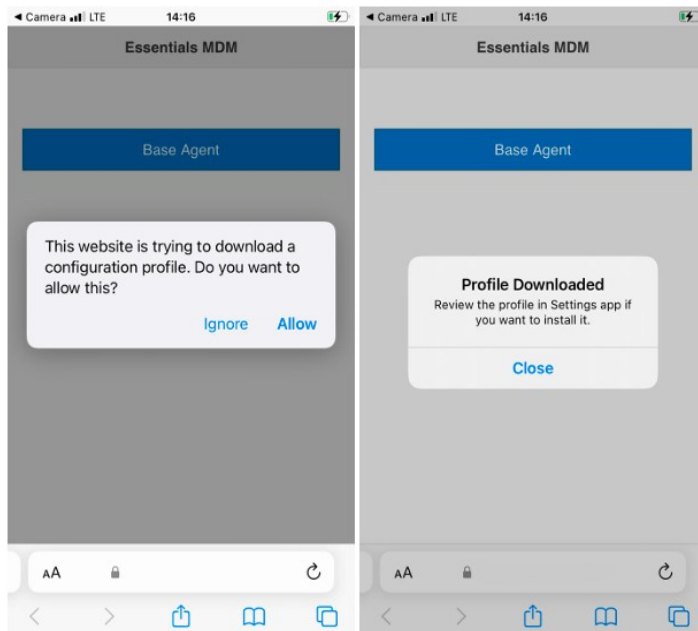 ◀ Camera LTE 14:16
Essentials MDM
Base Agent
This website is trying to download a
configuration profile. Do you want to
allow this?
Ignore Allow
AA
◀ Camera LTE 14:16
Essentials MDM
Base Agent
Profile Downloaded
Review the profile in Settings app if
you want to install it.
Close
AA